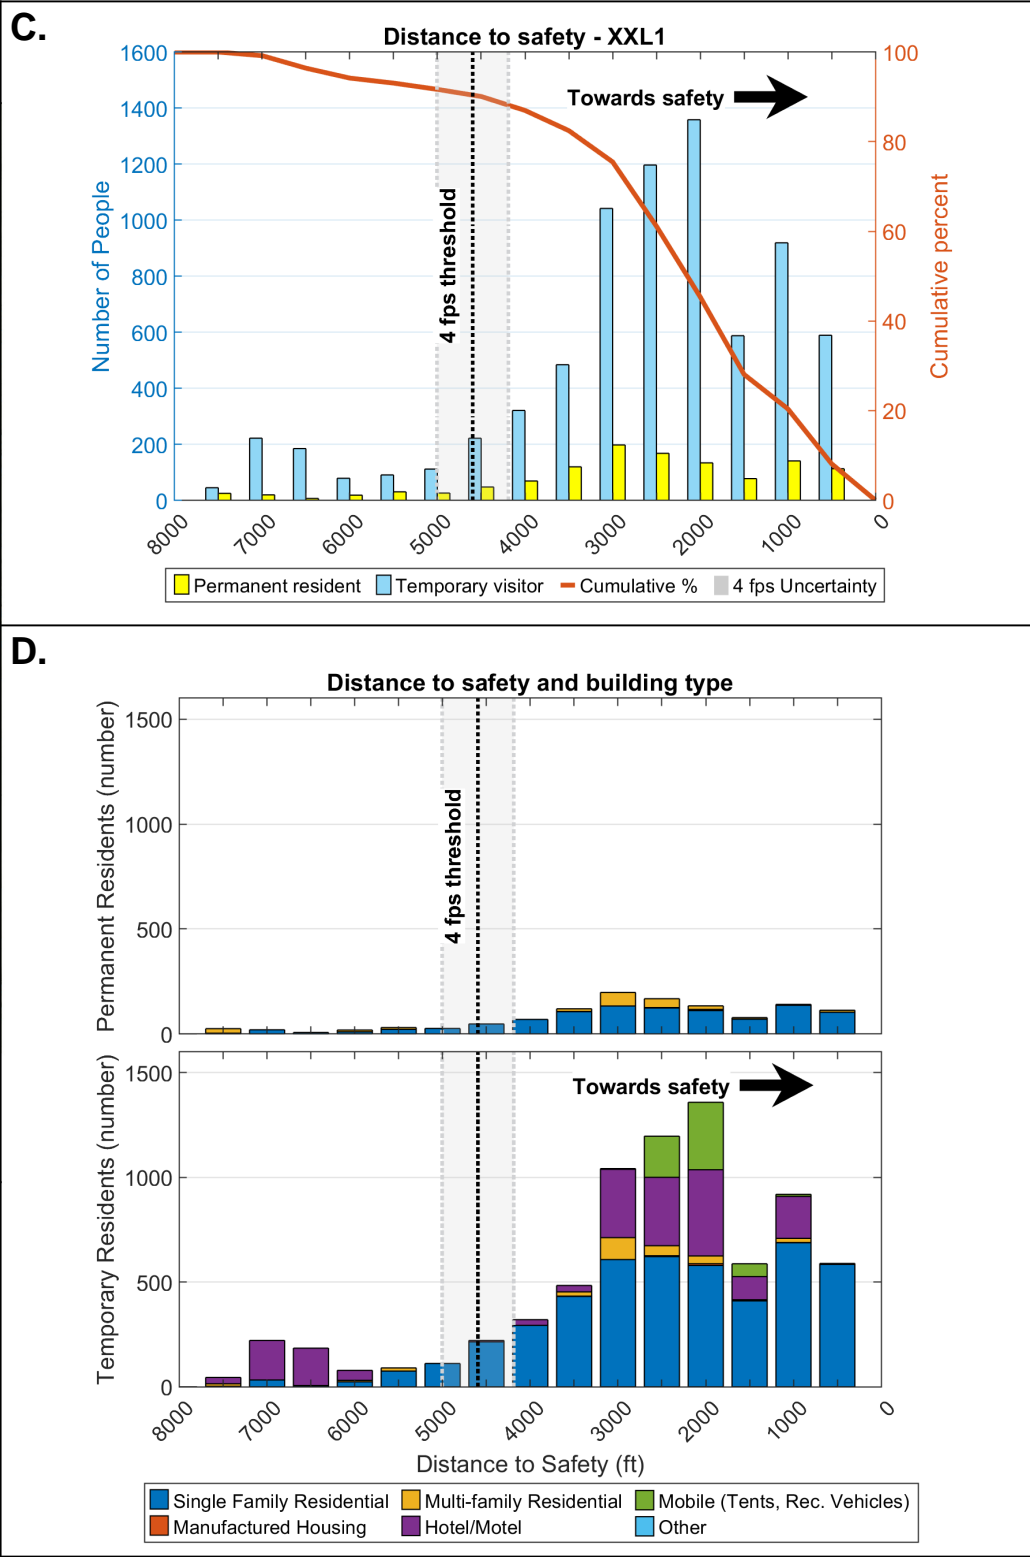 C.
Distance to safety - XXL1
1600
1400
1200
1000
800
600
400
200
0
Number of People
100
80
60
40
20
0
Cumulative percent
Towards safety
4 fps threshold
8000 7000 6000 5000 4000 3000 2000 1000 0
Permanent resident Temporary visitor Cumulative % 4 fps Uncertainty
D.
Distance to safety and building type
1500
1000
500
0
Permanent Residents (number)
4 fps threshold
1500
1000
500
0
Temporary Residents (number)
Towards safety
8000 7000 6000 5000 4000 3000 2000 1000 0
Distance to Safety (ft)
Single Family Residential Multi-family Residential Mobile (Tents, Rec. Vehicles)
Manufactured Housing Hotel/Motel Other